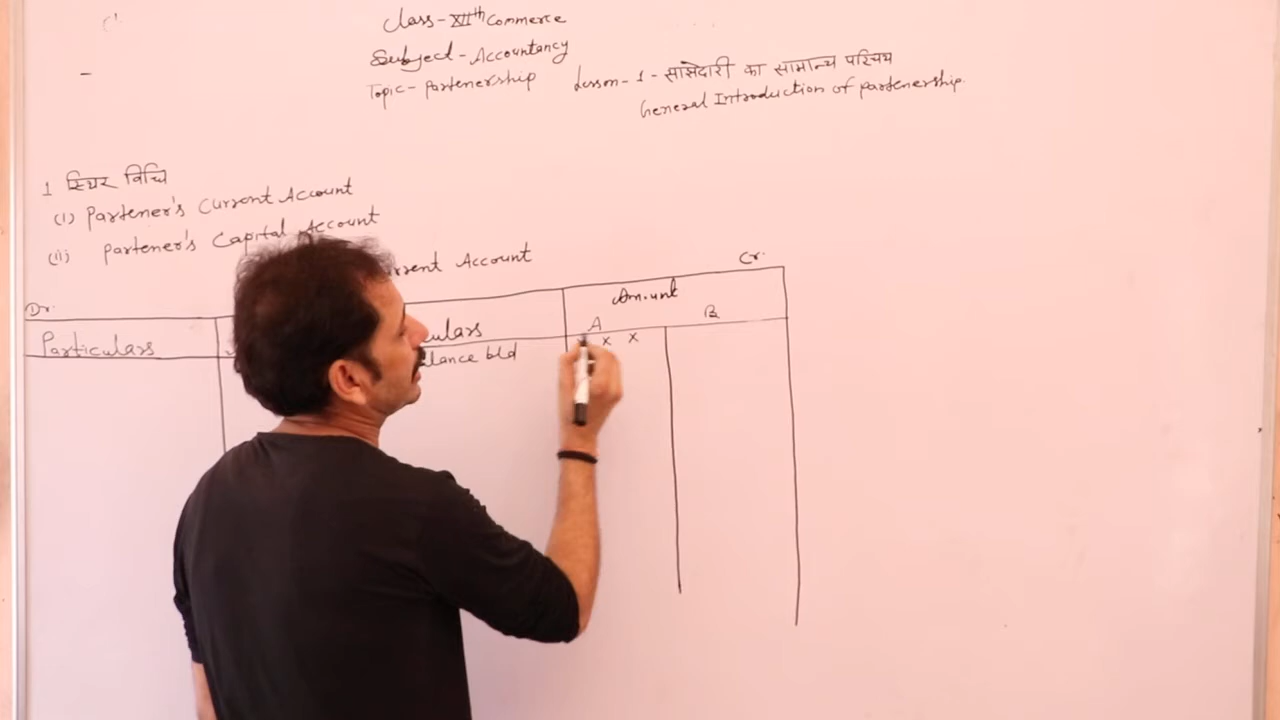 Class - XIIth Commerce
Subject - Accountancy
Topic - Partenership Lesson - 1 - साझेदारी का सामान्य परिचय
General Introduction of partenership
1 स्थिर विधि
(i) Partener's Current Account
(ii) Partener's Capital Account
rrent Account
Dr. Cr.
Particulars ulars Amount
A B
lance b/d x x